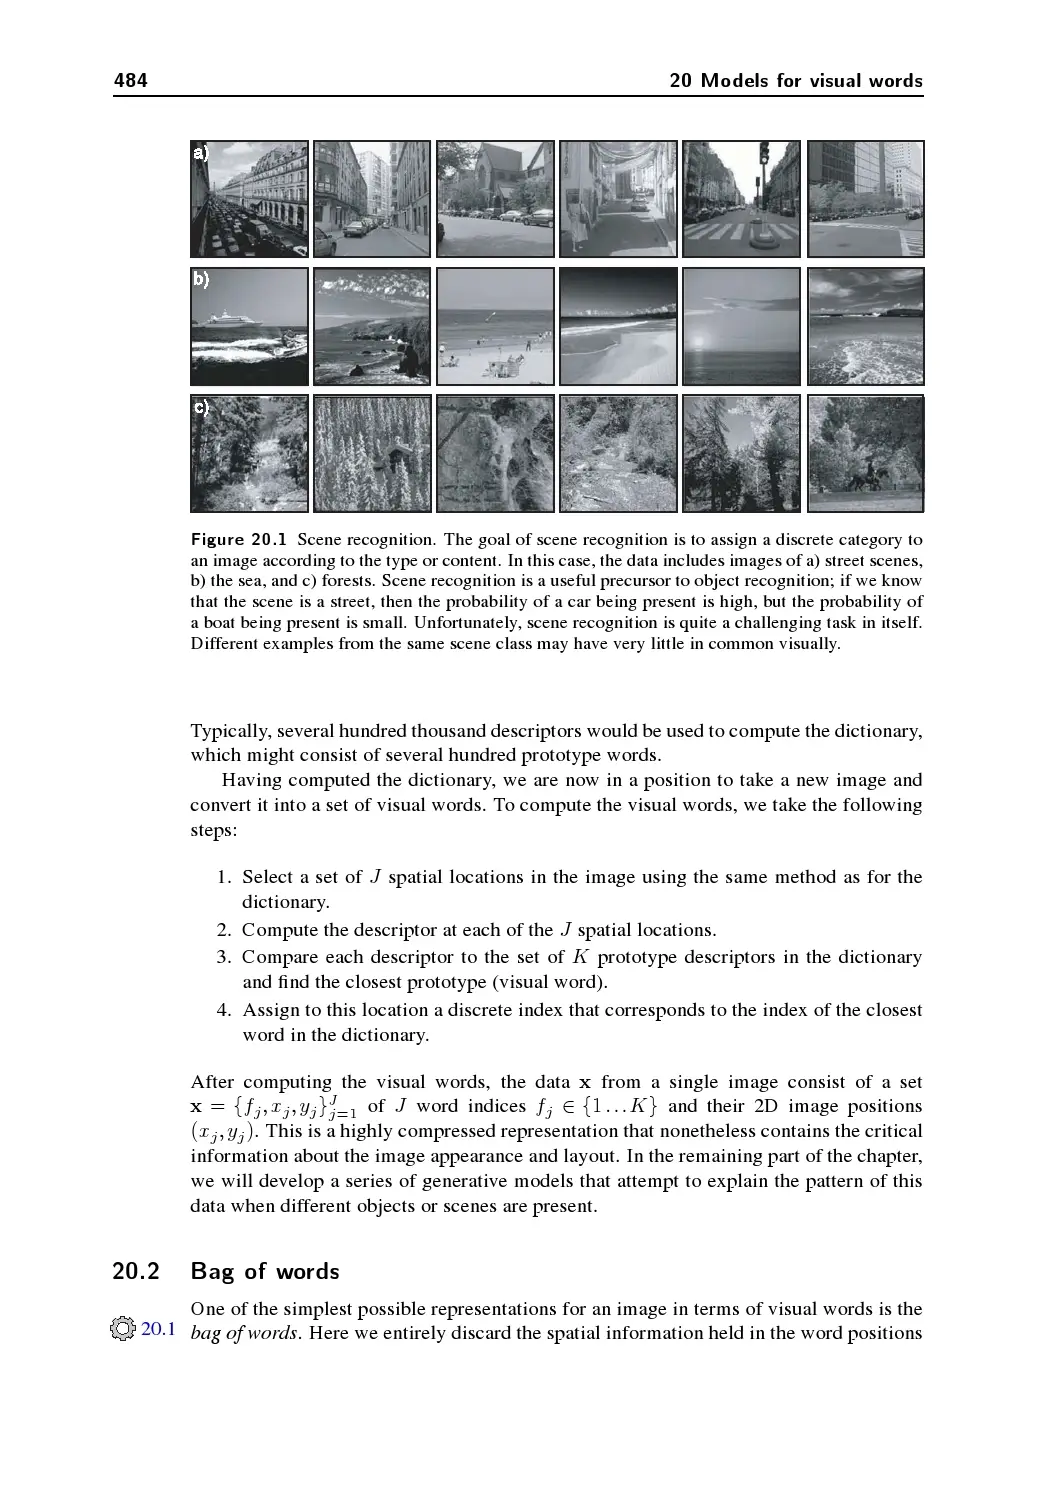 484
20 Models for visual words
a)
b)
c)
Figure 20.1 Scene recognition. The goal of scene recognition is to assign a discrete category to
an image according to the type or content. In this case, the data includes images of a) street scenes,
b) the sea, and c) forests. Scene recognition is a useful precursor to object recognition; if we know
that the scene is a street, then the probability of a car being present is high, but the probability of
a boat being present is small. Unfortunately, scene recognition is quite a challenging task in itself.
Different examples from the same scene class may have very little in common visually.
Typically, several hundred thousand descriptors would be used to compute the dictionary,
which might consist of several hundred prototype words.
Having computed the dictionary, we are now in a position to take a new image and
convert it into a set of visual words. To compute the visual words, we take the following
steps:
1. Select a set of J spatial locations in the image using the same method as for the
dictionary.
2. Compute the descriptor at each of the J spatial locations.
3. Compare each descriptor to the set of K prototype descriptors in the dictionary
and find the closest prototype (visual word).
4. Assign to this location a discrete index that corresponds to the index of the closest
word in the dictionary.
After computing the visual words, the data x from a single image consist of a set
x = {f_j, x_j, y_j}_{j=1}^J of J word indices f_j ∈ {1 . . . K} and their 2D image positions
(x_j, y_j). This is a highly compressed representation that nonetheless contains the critical
information about the image appearance and layout. In the remaining part of the chapter,
we will develop a series of generative models that attempt to explain the pattern of this
data when different objects or scenes are present.
20.2 Bag of words
One of the simplest possible representations for an image in terms of visual words is the
20.1 bag of words. Here we entirely discard the spatial information held in the word positions